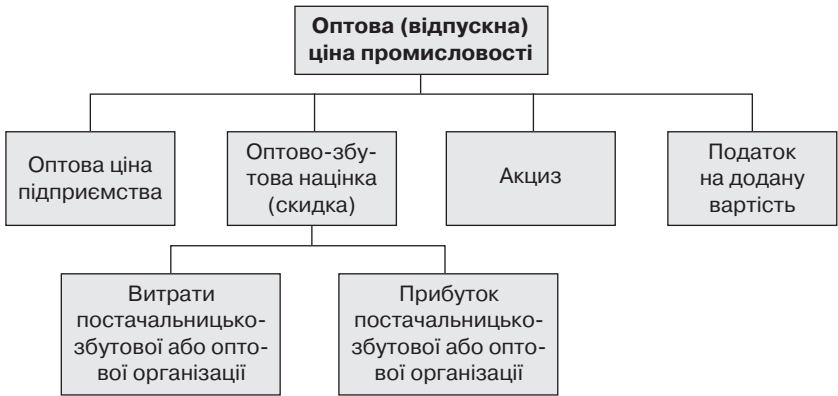 Оптова (відпускна)
ціна промисловості
Оптова ціна
підприємства
Оптово-збу-
това націнка
(скидка)
Акциз
Податок
на додану
вартість
Витрати
постачальницько-
збутової або опто-
вої організації
Прибуток
постачальницько-
збутової або опто-
вої організації